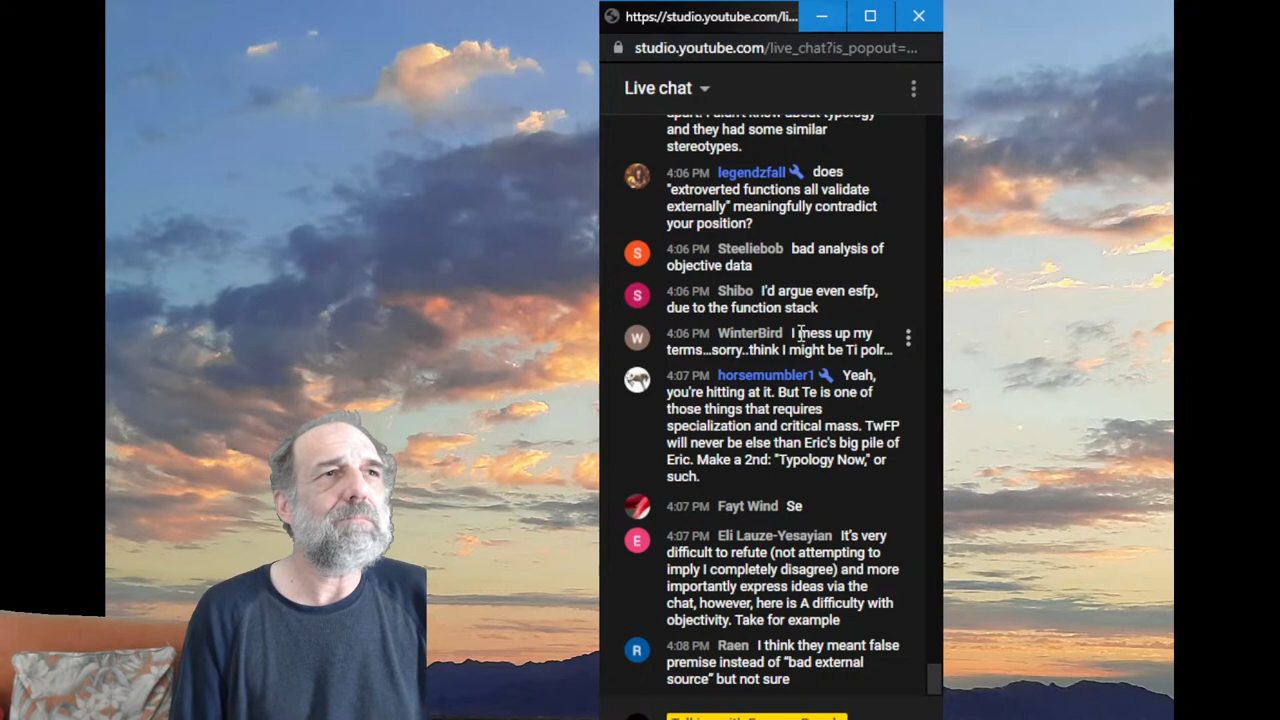 https://studio.youtube.com/li...
studio.youtube.com/live_chat?is_popout=...
Live chat
apart. I didn't know about typology
and they had some similar
stereotypes.
4:06 PM legendzfall does
"extroverted functions all validate
externally" meaningfully contradict
your position?
S 4:06 PM Steeliebob bad analysis of
objective data
S 4:06 PM Shibo I'd argue even esfp,
due to the function stack
W 4:06 PM WinterBird I mess up my
terms...sorry..think I might be Ti polr...
4:07 PM horsemumbler1 Yeah,
you're hitting at it. But Te is one of
those things that requires
specialization and critical mass. TwFP
will never be else than Eric's big pile of
Eric. Make a 2nd: "Typology Now," or
such.
4:07 PM Fayt Wind Se
E 4:07 PM Eli Lauze-Yesayian It's very
difficult to refute (not attempting to
imply I completely disagree) and more
importantly express ideas via the
chat, however, here is A difficulty with
objectivity. Take for example
R 4:08 PM Raen I think they meant false
premise instead of "bad external
source" but not sure